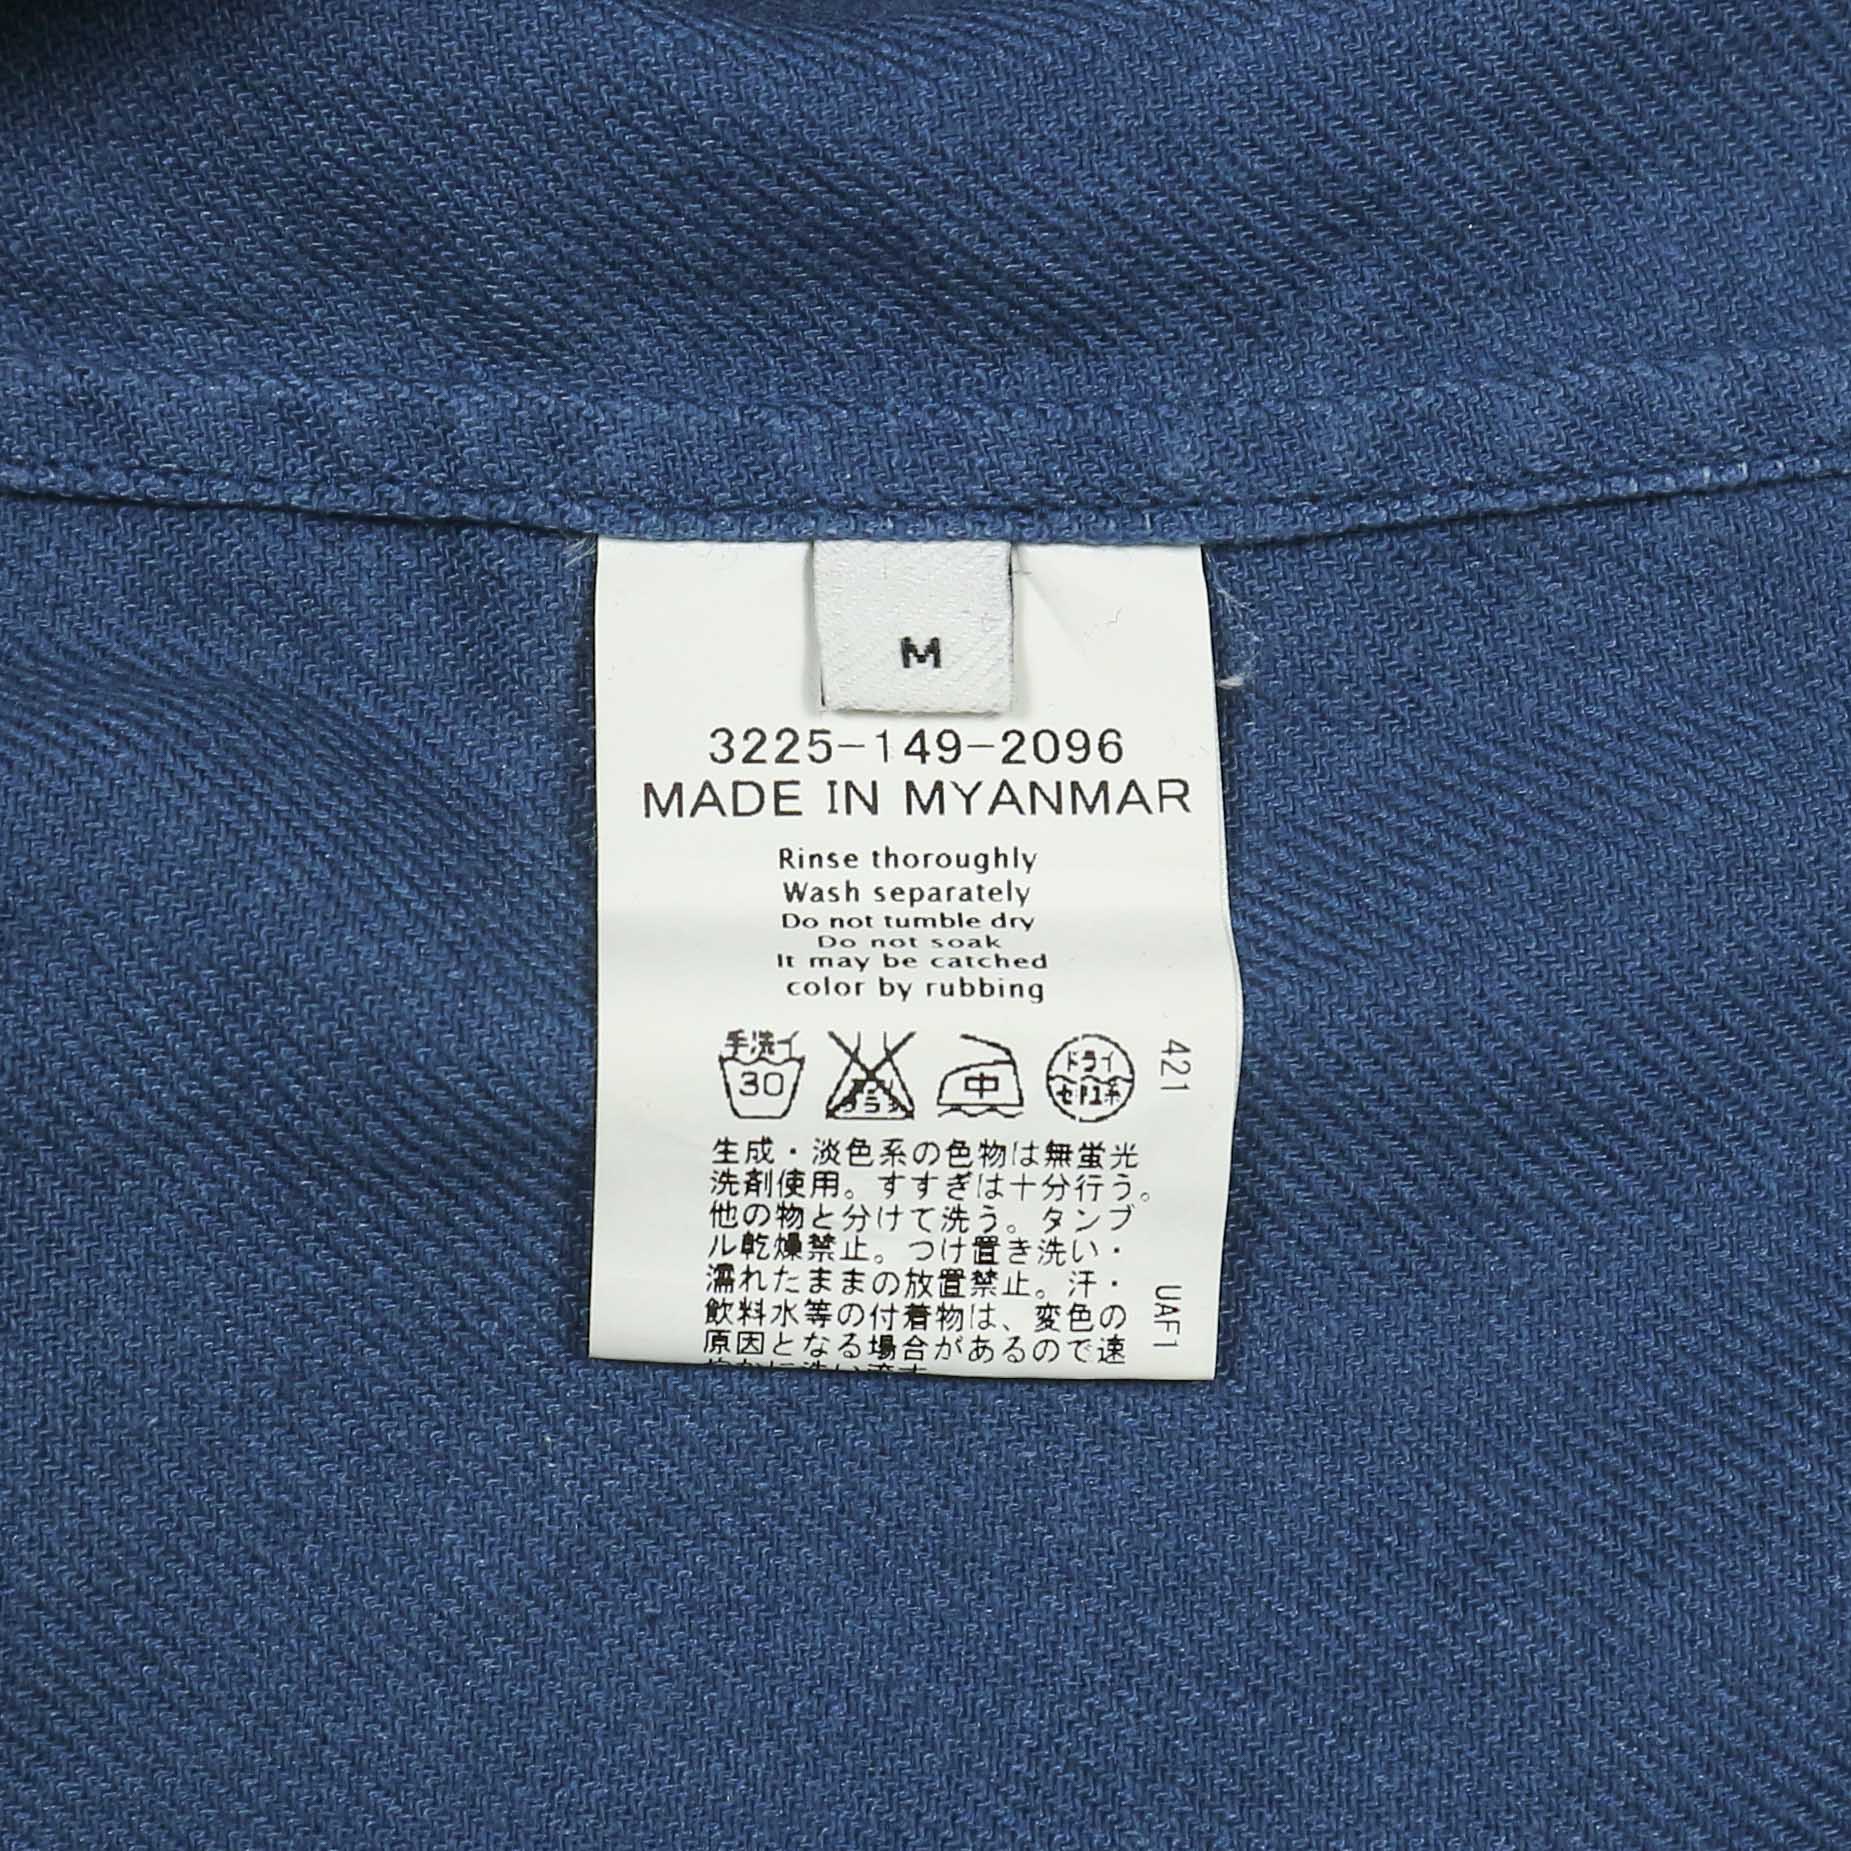 M
3225-149-2096
MADE IN MYANMAR
Rinse thoroughly
Wash separately
Do not tumble dry
Do not soak
It may be catched
color by rubbing
手洗イ
30
中
ドライ
421
生成・淡色系の色物は無蛍光
洗剤使用。すすぎは十分行う。
他の物と分けて洗う。タンブ
ル乾燥禁止。つけ置き洗い・
濡れたままの放置禁止。汗・
飲料水等の付着物は、変色の
原因となる場合があるので速
UAF1